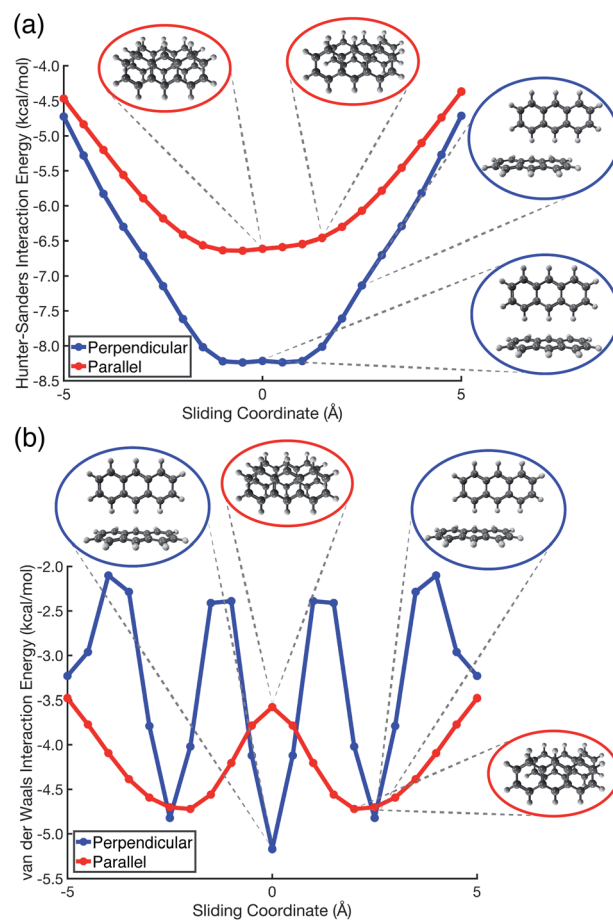 (a)
Hunter-Sanders Interaction Energy (kcal/mol)
-4.0
-4.5
-5.0
-5.5
-6.0
-6.5
-7.0
-7.5
-8.0
-8.5
Perpendicular
Parallel
-5
0
5
Sliding Coordinate (Å)
(b)
van der Waals Interaction Energy (kcal/mol)
-2.0
-2.5
-3.0
-3.5
-4.0
-4.5
-5.0
-5.5
Perpendicular
Parallel
-5
0
5
Sliding Coordinate (Å)